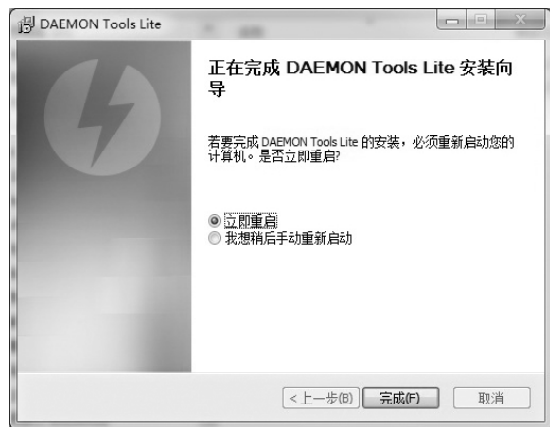 DAEMON Tools Lite
正在完成 DAEMON Tools Lite 安装向
导
若要完成 DAEMON Tools Lite 的安装，必须重新启动您的
计算机。是否立即重启?
立即重启
我想稍后手动重新启动
< 上一步(B)
完成(F)
取消